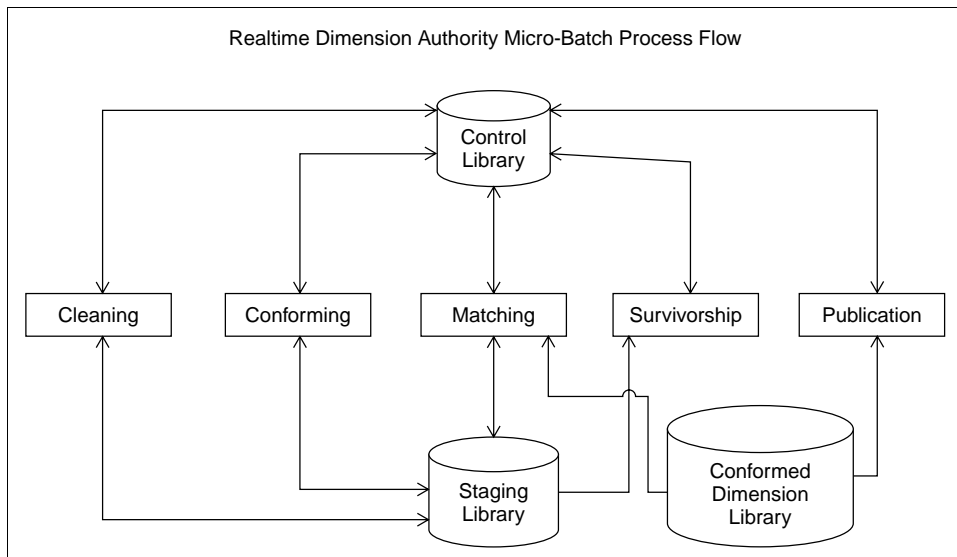 Realtime Dimension Authority Micro-Batch Process Flow
Control
Library
Cleaning
Conforming
Matching
Survivorship
Publication
Staging
Library
Conformed
Dimension
Library